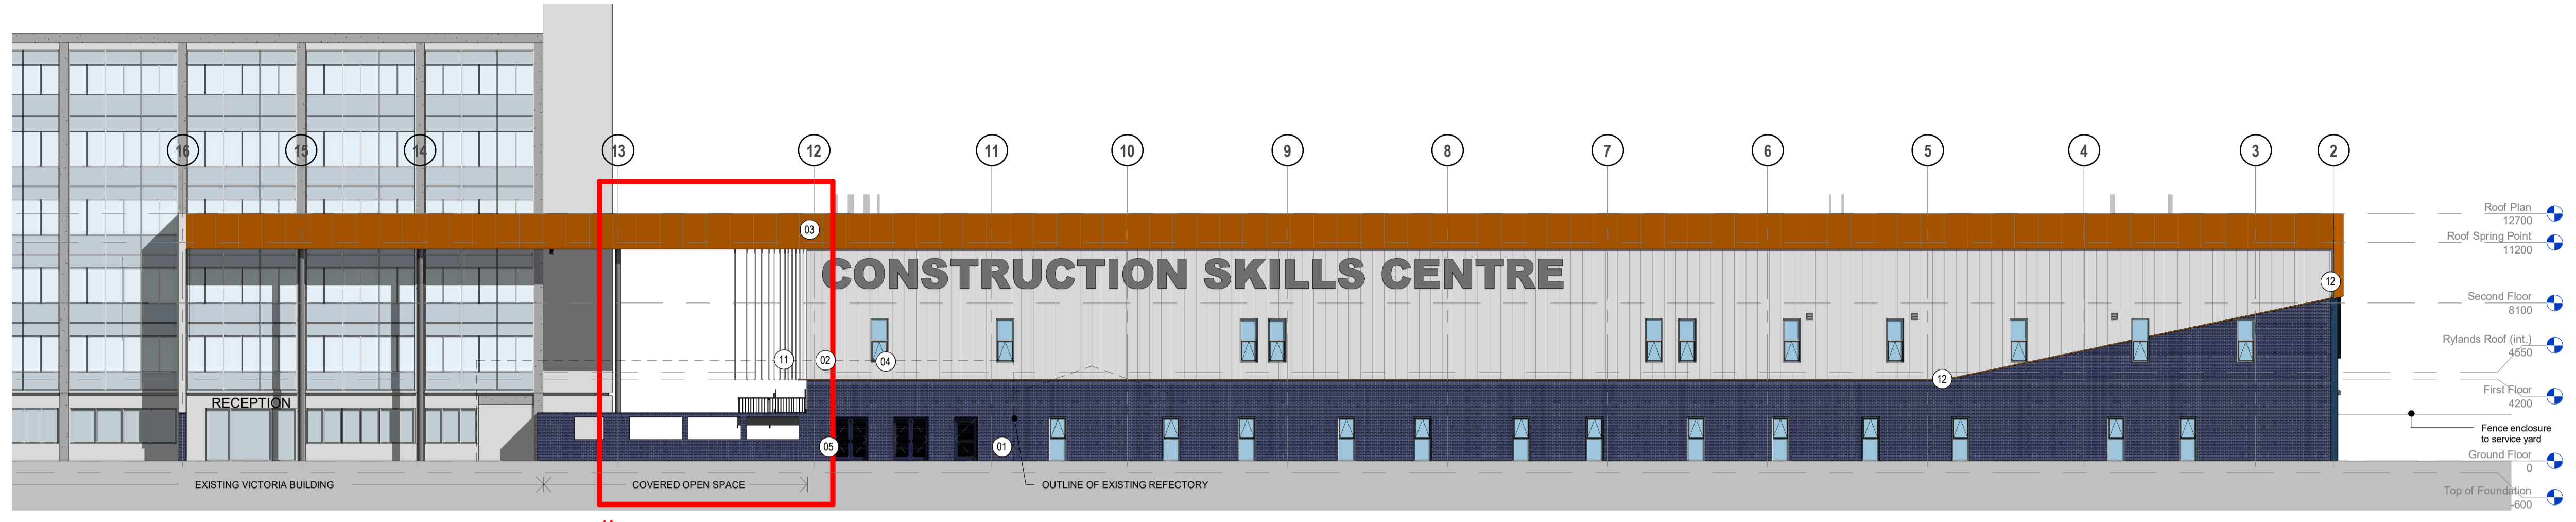 16
15
14
13
12
11
10
9
8
7
6
5
4
3
2
Roof Plan
12700
03
Roof Spring Point
11200
CONSTRUCTION SKILLS CENTRE
12
Second Floor
8100
Rylands Roof (int.)
4550
11
02
04
12
First Floor
4200
RECEPTION
Fence enclosure
to service yard
05
01
Ground Floor
0
EXISTING VICTORIA BUILDING
COVERED OPEN SPACE
OUTLINE OF EXISTING REFECTORY
Top of Foundation
-600